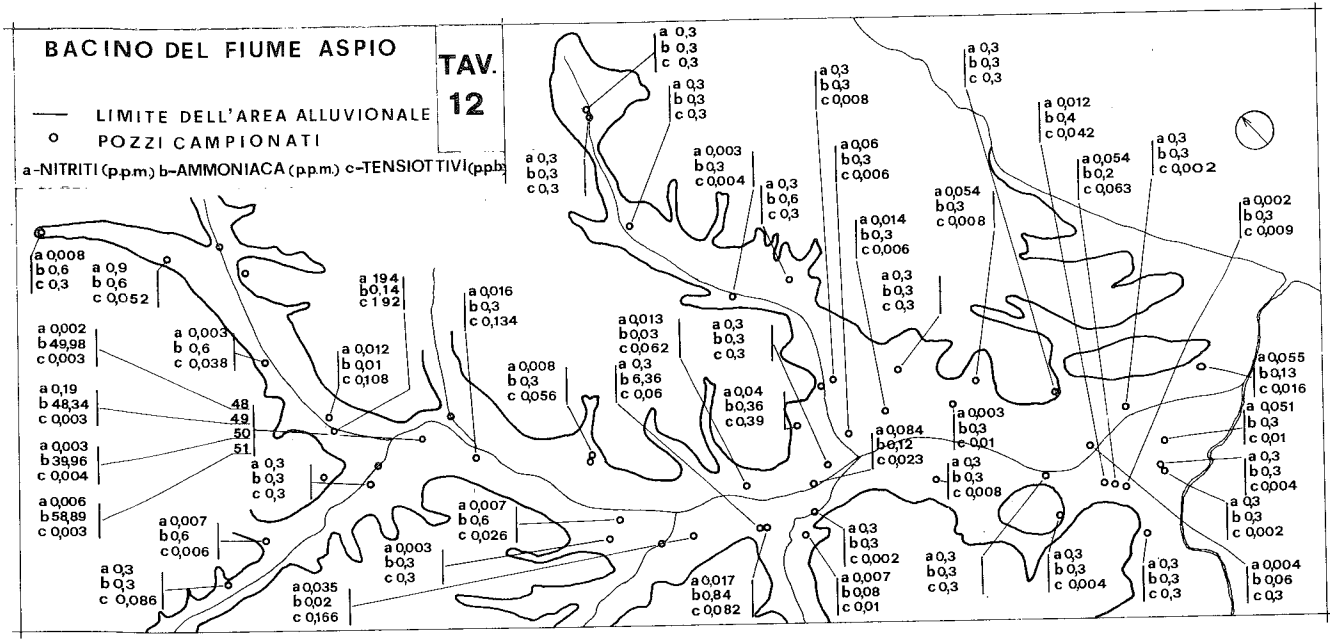 BACINO DEL FIUME ASPIO
TAV.
12
LIMITE DELL'AREA ALLUVIONALE
POZZI CAMPIONATI
a-NITRITI (p.p.m.) b-AMMONIACA (p.p.m.) c-TENSIOTTIVI (p.p.b)
a 0,3
b 0,3
c 0,3
a 0,3
b 0,3
c 0,3
a 0,3
b 0,3
c 0,3
a 0,003
b 0,3
c 0,004
a 0,3
b 0,6
c 0,3
a 0,3
b 0,3
c 0,008
a 0,06
b 0,3
c 0,006
a 0,014
b 0,3
c 0,006
a 0,3
b 0,3
c 0,3
a 0,054
b 0,3
c 0,008
a 0,3
b 0,3
c 0,3
a 0,012
b 0,4
c 0,042
a 0,054
b 0,2
c 0,063
a 0,3
b 0,3
c 0,002
a 0,002
b 0,3
c 0,009
a 0,008
b 0,6
c 0,3
a 0,9
b 0,6
c 0,052
a 0,002
b 49,98
c 0,003
a 0,003
b 0,6
c 0,038
a 194
b 0,14
c 192
a 0,012
b 0,01
c 0,108
a 0,016
b 0,3
c 0,134
a 0,008
b 0,3
c 0,056
a 0,013
b 0,03
c 0,062
a 0,3
b 6,36
c 0,06
a 0,3
b 0,3
c 0,3
a 0,04
b 0,36
c 0,39
a 0,084
b 0,12
c 0,023
a 0,003
b 0,3
c 0,01
a 0,3
b 0,3
c 0,008
a 0,055
b 0,13
c 0,016
a 0,051
b 0,3
c 0,01
a 0,3
b 0,3
c 0,004
a 0,3
b 0,3
c 0,002
a 0,004
b 0,06
c 0,3
a 0,19
b 48,34
c 0,003
48
49
50
51
a 0,003
b 39,96
c 0,004
a 0,006
b 58,89
c 0,003
a 0,3
b 0,3
c 0,3
a 0,007
b 0,6
c 0,006
a 0,3
b 0,3
c 0,086
a 0,007
b 0,6
c 0,026
a 0,003
b 0,3
c 0,3
a 0,035
b 0,02
c 0,166
a 0,017
b 0,84
c 0,082
a 0,3
b 0,3
c 0,002
a 0,007
b 0,08
c 0,01
a 0,3
b 0,3
c 0,3
a 0,3
b 0,3
c 0,004
a 0,3
b 0,3
c 0,3